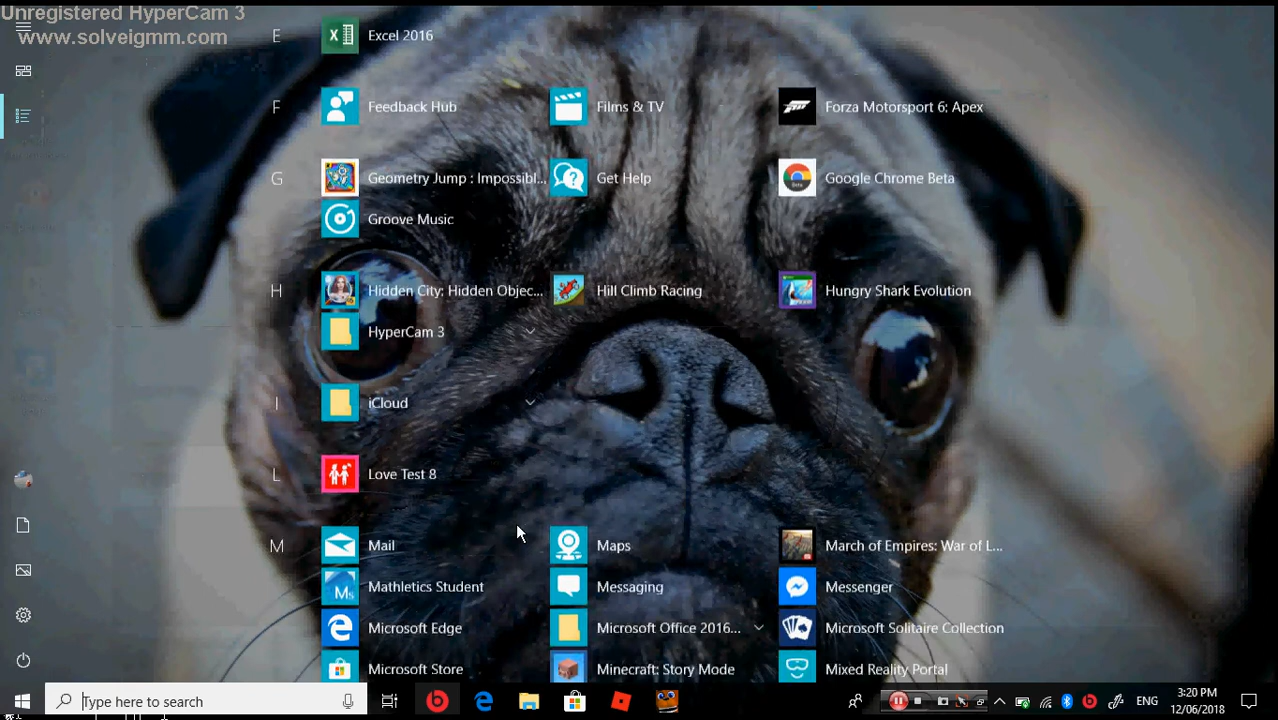 Unregistered HyperCam 3
www.solveigmm.com
E
Excel 2016
F
Feedback Hub
Films & TV
Forza Motorsport 6: Apex
G
Geometry Jump : Impossibl...
Get Help
Google Chrome Beta
Groove Music
H
Hidden City: Hidden Objec...
Hill Climb Racing
Hungry Shark Evolution
HyperCam 3
I
iCloud
L
Love Test 8
M
Mail
Maps
March of Empires: War of L...
Mathletics Student
Messaging
Messenger
Microsoft Edge
Microsoft Office 2016...
Microsoft Solitaire Collection
Microsoft Store
Minecraft: Story Mode
Mixed Reality Portal
Type here to search
ENG
3:20 PM
12/06/2018